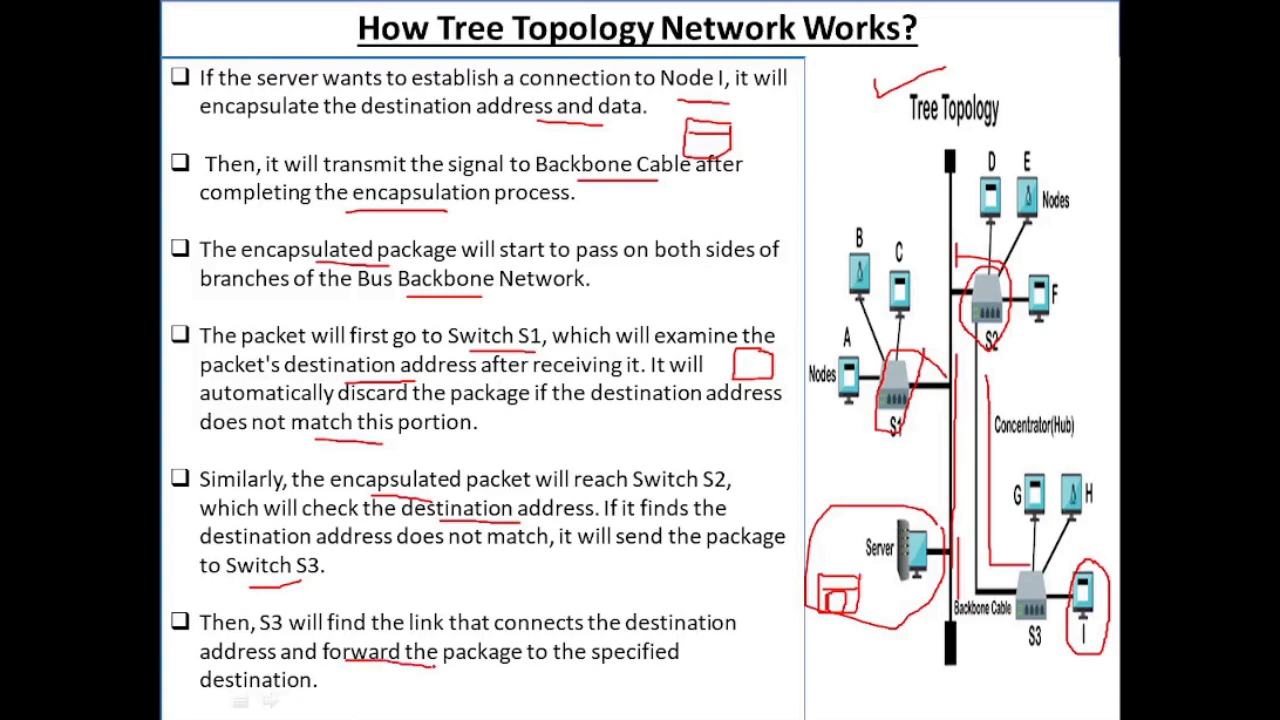 How Tree Topology Network Works?
If the server wants to establish a connection to Node I, it will
encapsulate the destination address and data.
Then, it will transmit the signal to Backbone Cable after
completing the encapsulation process.
The encapsulated package will start to pass on both sides of
branches of the Bus Backbone Network.
The packet will first go to Switch S1, which will examine the
packet's destination address after receiving it. It will
automatically discard the package if the destination address
does not match this portion.
Similarly, the encapsulated packet will reach Switch S2,
which will check the destination address. If it finds the
destination address does not match, it will send the package
to Switch S3.
Then, S3 will find the link that connects the destination
address and forward the package to the specified
destination.
Tree Topology
D
E
Nodes
B
C
F
S2
A
Nodes
S1
Concentrator(Hub)
G
H
Server
Backbone Cable
S3
I